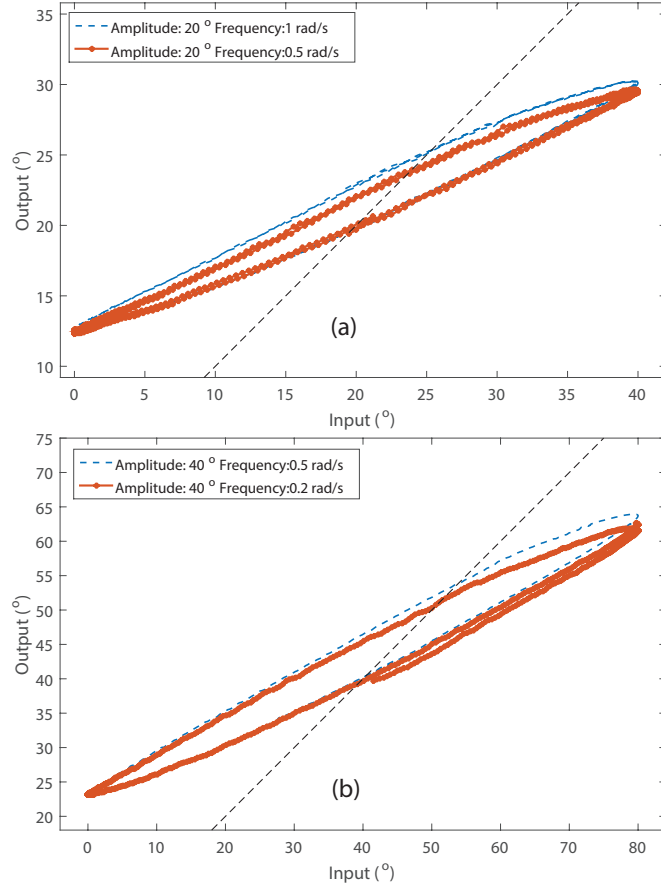 35
30
25
20
15
10
Output (°)
Amplitude: 20 ° Frequency:1 rad/s
Amplitude: 20 ° Frequency:0.5 rad/s
(a)
0 5 10 15 20 25 30 35 40
Input (°)
75
70
65
60
55
50
45
40
35
30
25
20
Output (°)
Amplitude: 40 ° Frequency:0.5 rad/s
Amplitude: 40 ° Frequency:0.2 rad/s
(b)
0 10 20 30 40 50 60 70 80
Input (°)